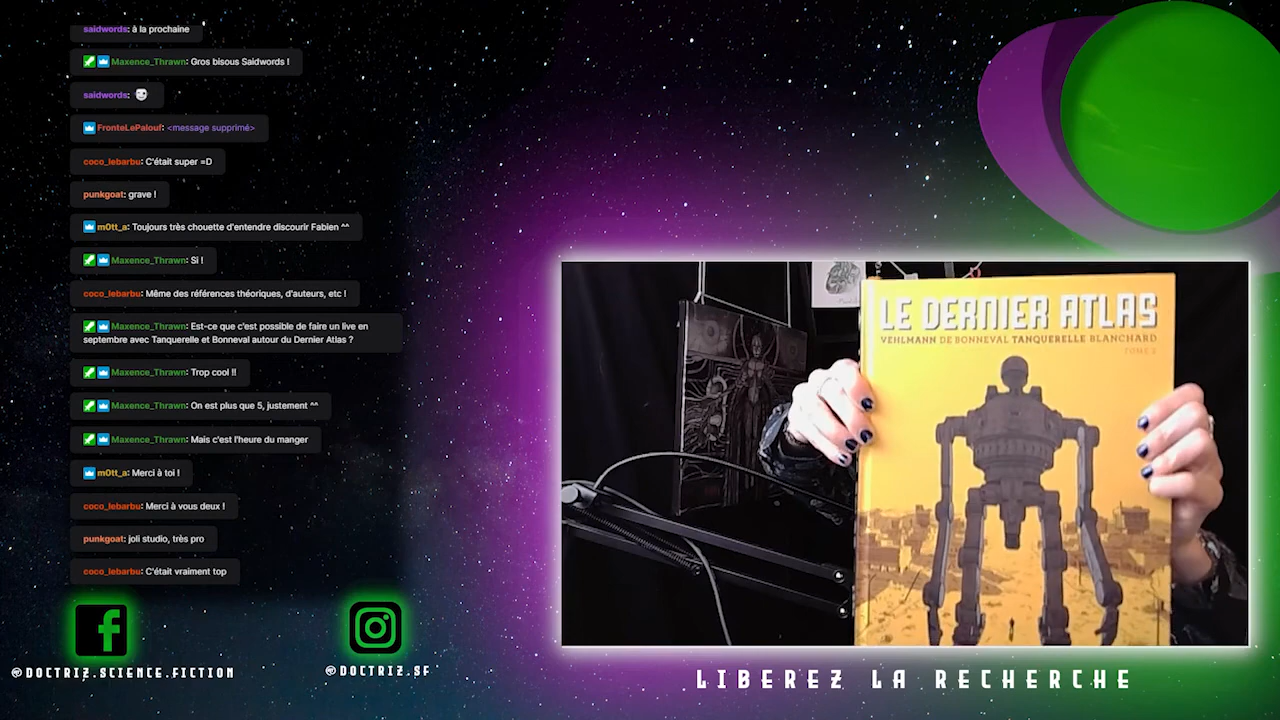 saidwords: à la prochaine
Maxence_Thrawn: Gros bisous Saidwords !
saidwords:
FronteLePalouf: <message supprimé>
coco_lebarbu: C'était super =D
punkgoat: grave !
m0tt_a: Toujours très chouette d'entendre discourir Fabien ^^
Maxence_Thrawn: Si !
coco_lebarbu: Même des références théoriques, d'auteurs, etc !
Maxence_Thrawn: Est-ce que c'est possible de faire un live en
septembre avec Tanquerelle et Bonneval autour du Dernier Atlas ?
Maxence_Thrawn: Trop cool !!
Maxence_Thrawn: On est plus que 5, justement ^^
Maxence_Thrawn: Mais c'est l'heure du manger
m0tt_a: Merci à toi !
coco_lebarbu: Merci à vous deux !
punkgoat: joli studio, très pro
coco_lebarbu: C'était vraiment top
@DOCTRIZ.SCIENCE.FICTION
@DOCTRIZ.SF
LE DERNIER ATLAS
VEHLMANN DE BONNEVAL TANQUERELLE BLANCHARD
LIBEREZ LA RECHERCHE